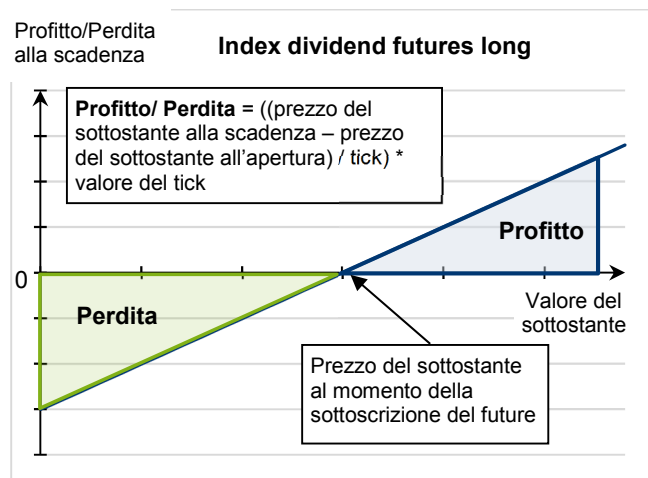 Profitto/Perdita
alla scadenza
Index dividend futures long
Profitto/ Perdita = ((prezzo del
sottostante alla scadenza – prezzo
del sottostante all’apertura) / tick) *
valore del tick
Profitto
0
Perdita
Valore del
sottostante
Prezzo del sottostante
al momento della
sottoscrizione del future